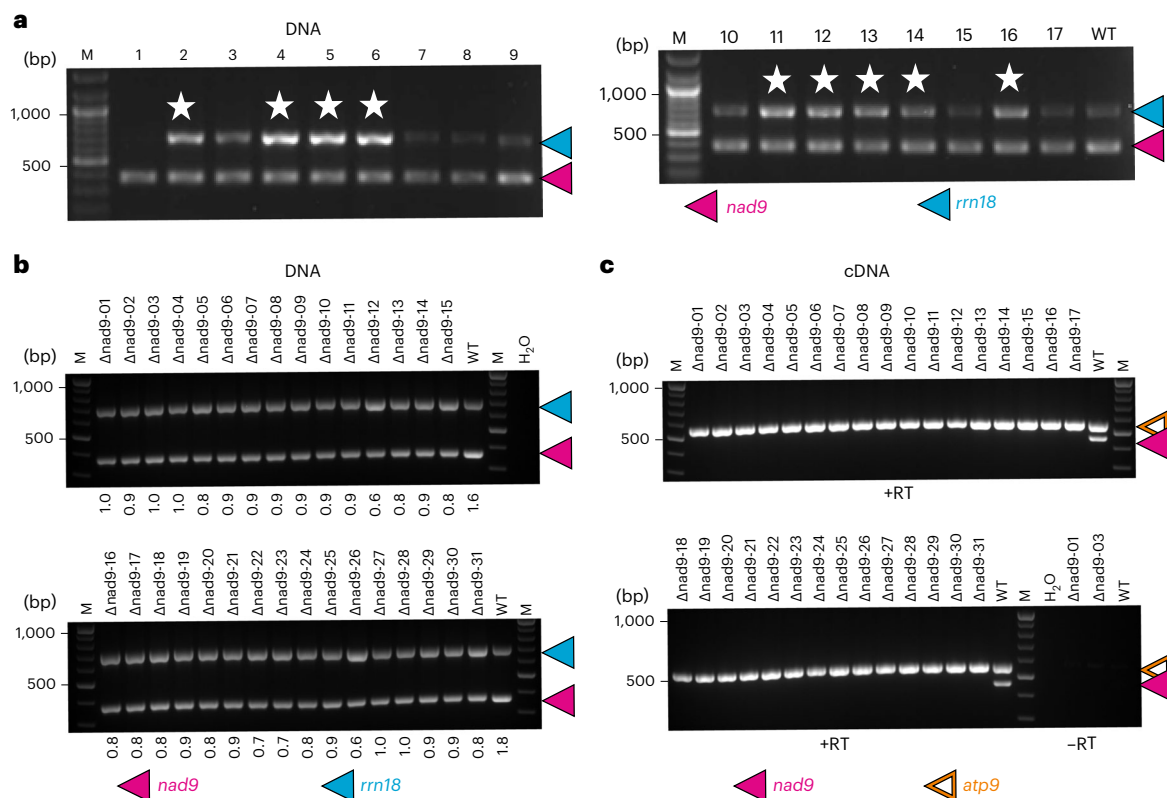 a
DNA
(bp) M 1 2 3 4 5 6 7 8 9
1,000
500
(bp) M 10 11 12 13 14 15 16 17 WT
1,000
500
nad9 rrn18
b
DNA
(bp) M Δnad9-01 Δnad9-02 Δnad9-03 Δnad9-04 Δnad9-05 Δnad9-06 Δnad9-07 Δnad9-08 Δnad9-09 Δnad9-10 Δnad9-11 Δnad9-12 Δnad9-13 Δnad9-14 Δnad9-15 WT M H2O
1,000
500
1.0 0.9 1.0 1.0 0.8 0.9 0.9 0.9 0.9 0.9 0.9 0.6 0.9 0.9 0.8 1.6
(bp) M Δnad9-16 Δnad9-17 Δnad9-18 Δnad9-19 Δnad9-20 Δnad9-21 Δnad9-22 Δnad9-23 Δnad9-24 Δnad9-25 Δnad9-26 Δnad9-27 Δnad9-28 Δnad9-29 Δnad9-30 Δnad9-31 WT M
1,000
500
0.8 0.8 0.8 0.9 0.8 0.9 0.7 0.7 0.8 0.9 0.6 1.0 1.0 0.9 0.9 0.8 1.8
nad9 rrn18
c
cDNA
(bp) M Δnad9-01 Δnad9-02 Δnad9-03 Δnad9-04 Δnad9-05 Δnad9-06 Δnad9-07 Δnad9-08 Δnad9-09 Δnad9-10 Δnad9-11 Δnad9-12 Δnad9-13 Δnad9-14 Δnad9-15 Δnad9-16 Δnad9-17 WT M
1,000
500
+RT
(bp) Δnad9-18 Δnad9-19 Δnad9-20 Δnad9-21 Δnad9-22 Δnad9-23 Δnad9-24 Δnad9-25 Δnad9-26 Δnad9-27 Δnad9-28 Δnad9-29 Δnad9-30 Δnad9-31 WT M H2O Δnad9-01 Δnad9-03 WT
1,000
500
+RT –RT
nad9 atp9